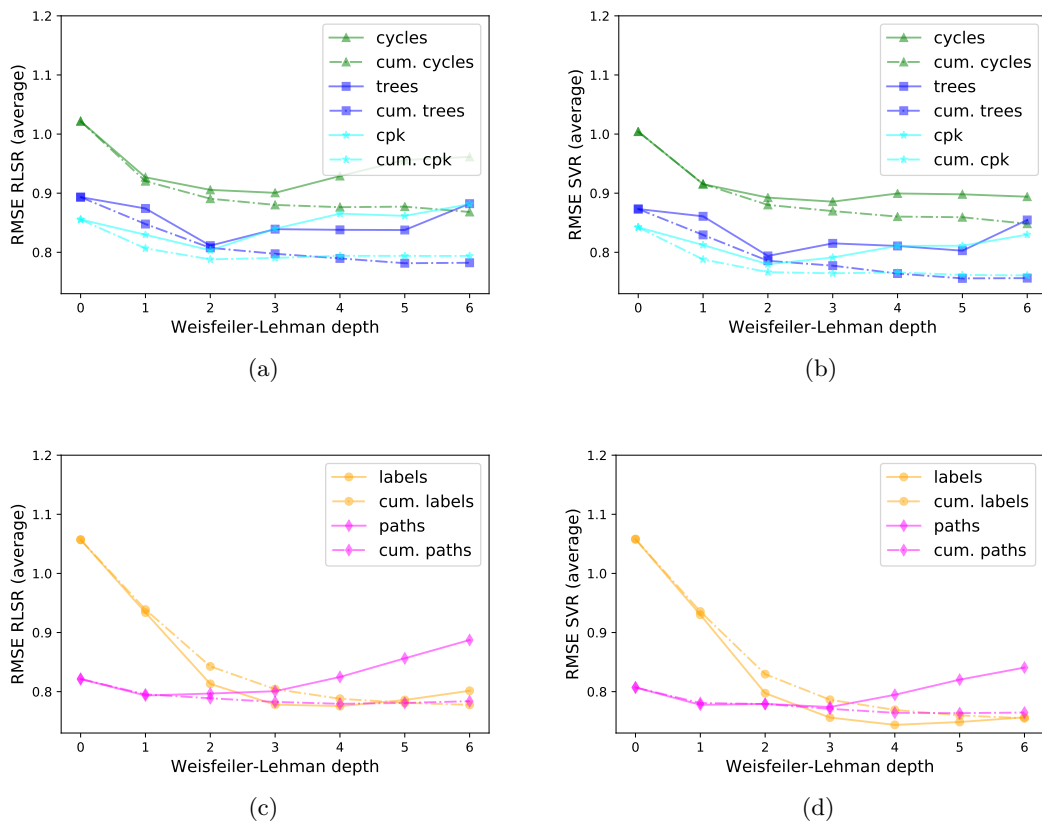 1.2
1.1
1.0
0.9
0.8
RMSE RLSR (average)
cycles
cum. cycles
trees
cum. trees
cpk
cum. cpk
0 1 2 3 4 5 6
Weisfeiler-Lehman depth
(a)
1.2
1.1
1.0
0.9
0.8
RMSE SVR (average)
cycles
cum. cycles
trees
cum. trees
cpk
cum. cpk
0 1 2 3 4 5 6
Weisfeiler-Lehman depth
(b)
1.2
1.1
1.0
0.9
0.8
RMSE RLSR (average)
labels
cum. labels
paths
cum. paths
0 1 2 3 4 5 6
Weisfeiler-Lehman depth
(c)
1.2
1.1
1.0
0.9
0.8
RMSE SVR (average)
labels
cum. labels
paths
cum. paths
0 1 2 3 4 5 6
Weisfeiler-Lehman depth
(d)